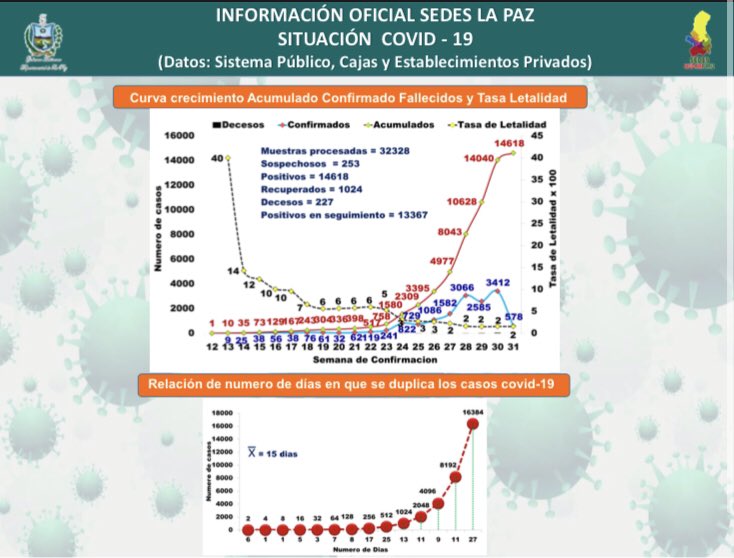 INFORMACIÓN OFICIAL SEDES LA PAZ
SITUACIÓN COVID - 19
(Datos: Sistema Público, Cajas y Establecimientos Privados)
SEDES
Curva crecimiento Acumulado Confirmado Fallecidos y Tasa Letalidad
Decesos Confirmados Acumulados Tasa de Letalidad
Muestras procesadas = 32328
Sospechosos = 253
Positivos = 14618
Recuperados = 1024
Decesos = 227
Positivos en seguimiento = 13367
Numero de casos
16000
14000
12000
10000
8000
6000
4000
2000
0
Tasa de Letalidad x 100
45
40
35
30
25
20
15
10
5
0
40 14 12 10 10 7 6 6 6 6 5 3 3 2 2 2 2 2
1 10 35 73 129 167 243 304 336 398 517 758 1580 2309 3395 4977 8043 10628 14040 14618
9 25 38 56 38 76 61 32 62 119 241 822 729 1086 1582 3066 2585 3412 578
12 13 14 15 16 17 18 19 20 21 22 23 24 25 26 27 28 29 30 31
Semana de Confirmacion
Relación de numero de días en que se duplica los casos covid-19
Numero de casos
18000
16000
14000
12000
10000
8000
6000
4000
2000
0
X = 15 dias
2 4 8 16 32 64 128 256 512 1024 2048 4096 8192 16384
6 1 1 5 3 7 8 17 25 13 11 9 11 27
Numero de Dias